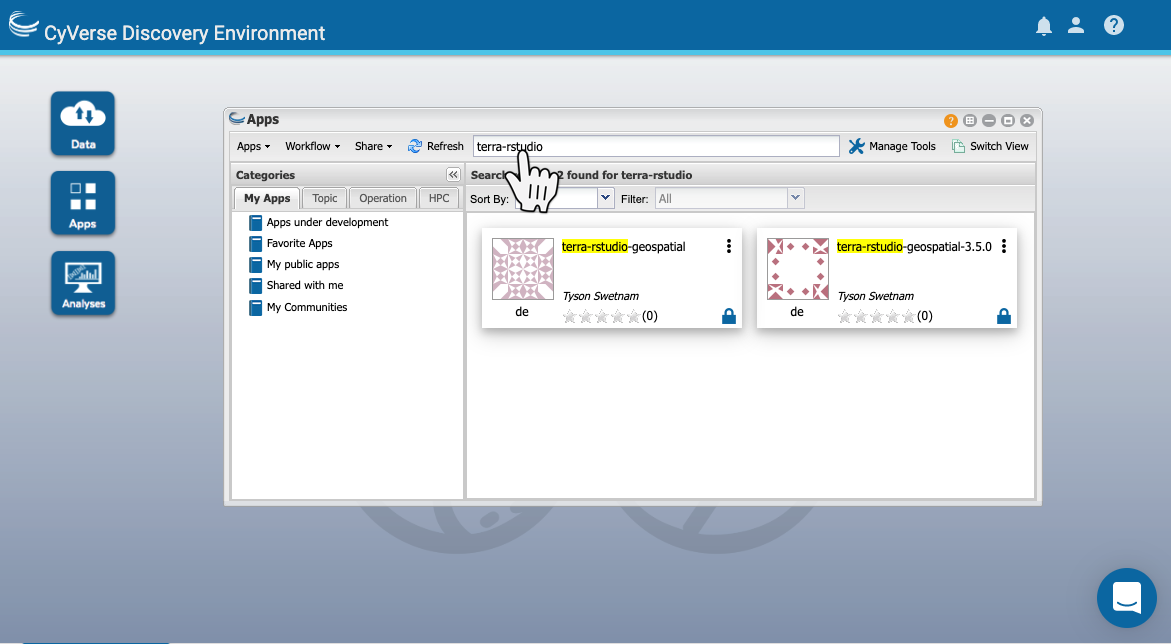 CyVerse Discovery Environment
Data
Apps
Analyses
Apps
Apps Workflow Share Refresh terra-rstudio Manage Tools Switch View
Categories
My Apps Topic Operation HPC
Apps under development
Favorite Apps
My public apps
Shared with me
My Communities
2 found for terra-rstudio
Sort By: Filter: All
terra-rstudio-geospatial
Tyson Swetnam
de
(0)
terra-rstudio-geospatial-3.5.0
Tyson Swetnam
de
(0)